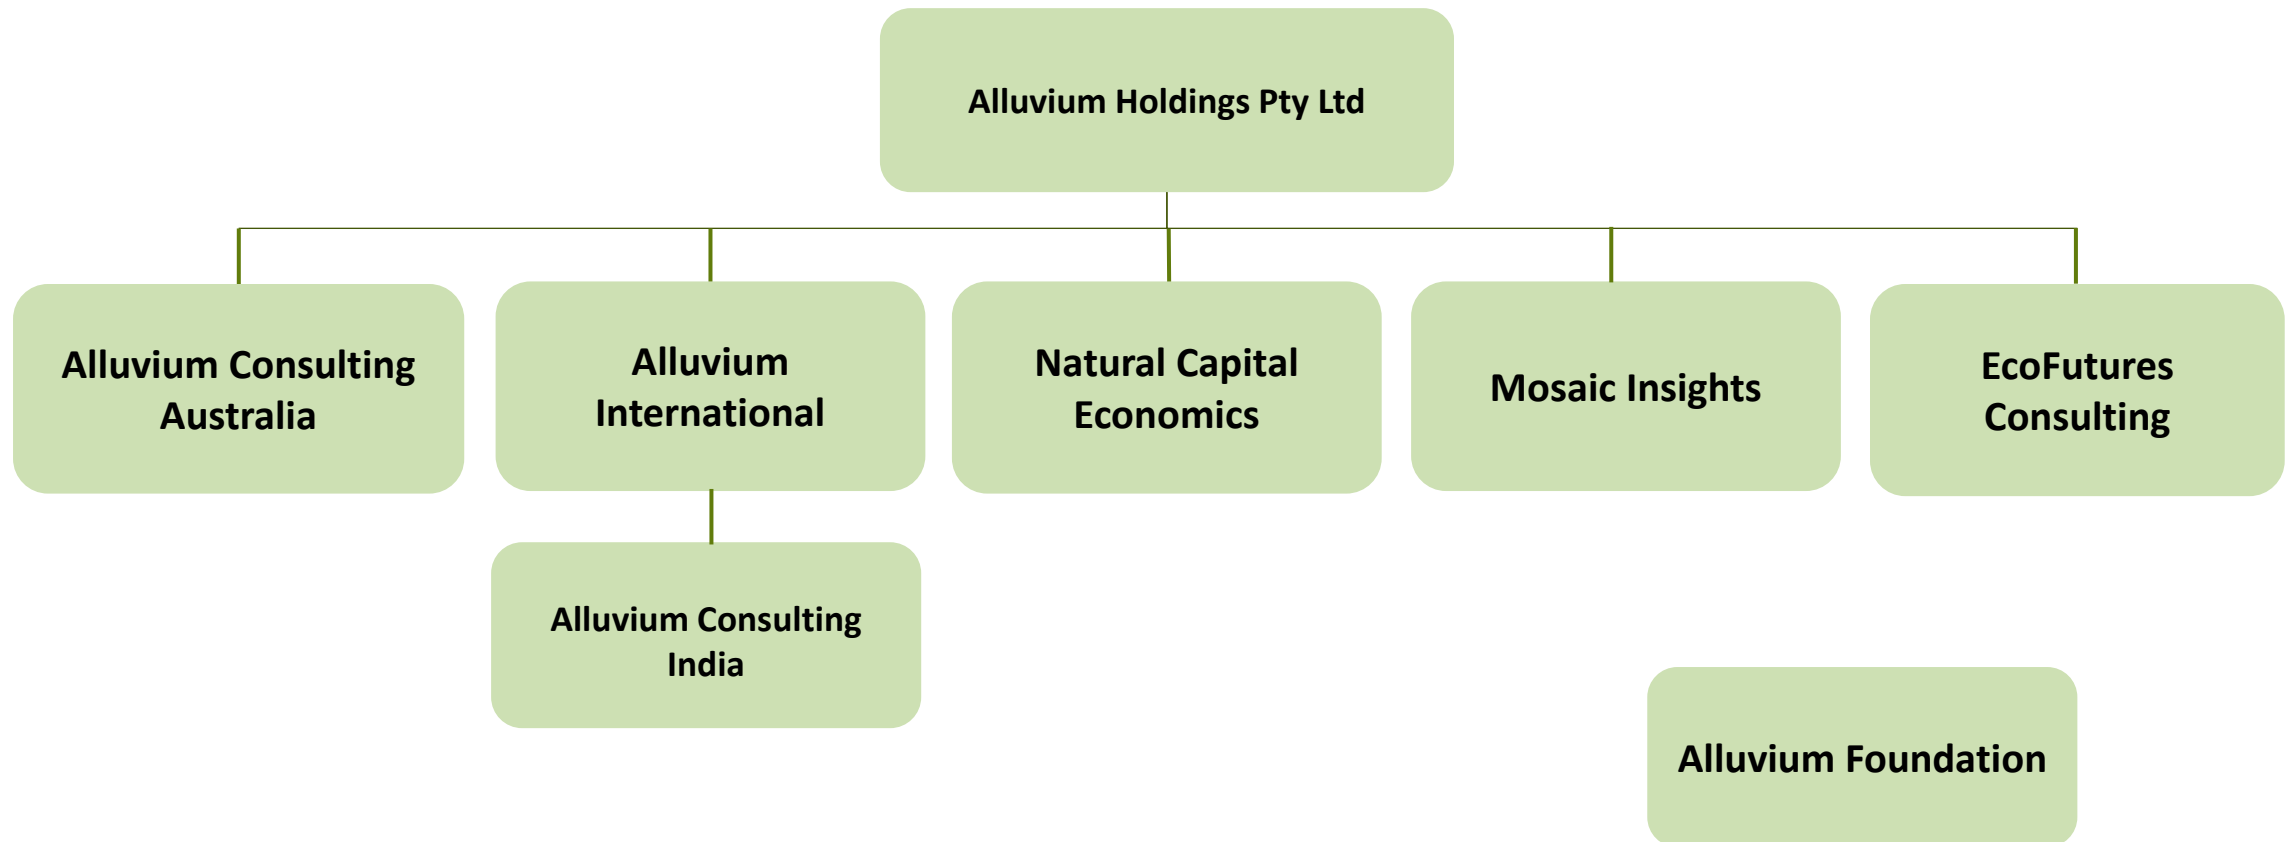 Alluvium Holdings Pty Ltd
Alluvium Consulting
Australia
Alluvium
International
Natural Capital
Economics
Mosaic Insights
EcoFutures
Consulting
Alluvium Consulting
India
Alluvium Foundation